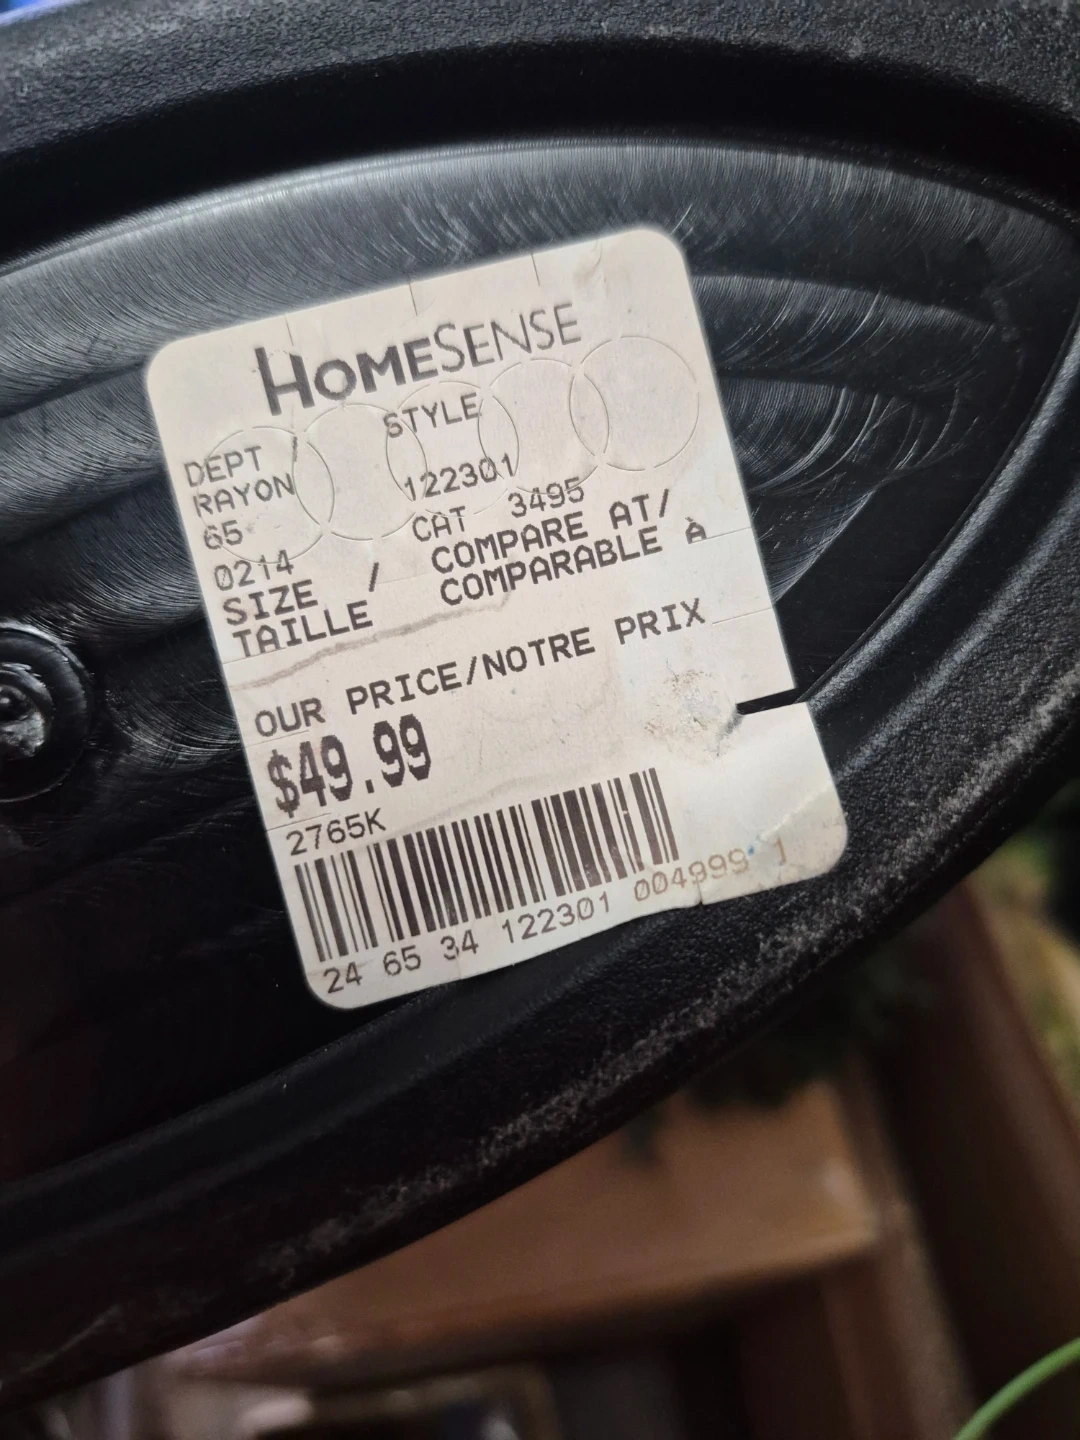 HOMESENSE
DEPT / STYLE
RAYON
65 122301
0214 CAT 3495
SIZE / COMPARE AT/
TAILLE COMPARABLE À
OUR PRICE/NOTRE PRIX
$49.99
2765K
24 65 34 122301 004999 1